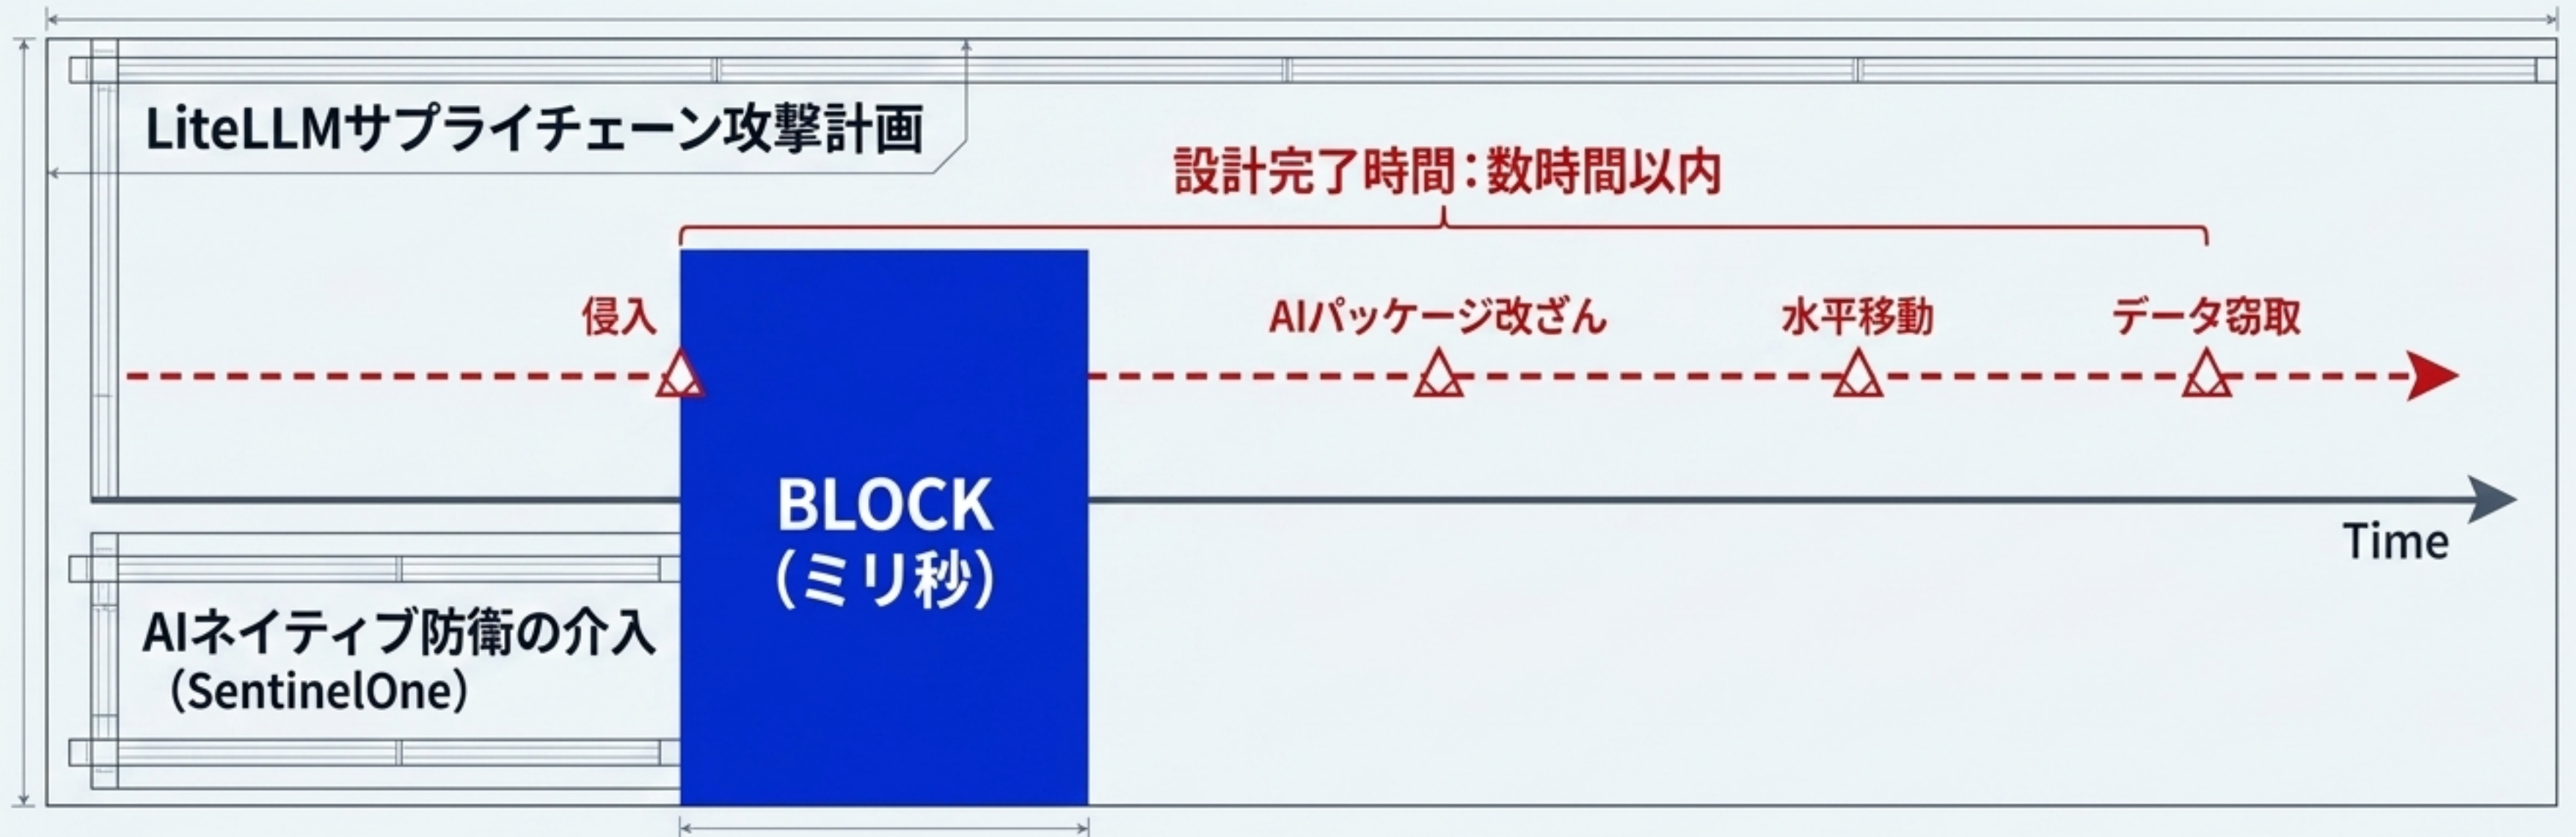 LiteLLMサプライチェーン攻撃計画
設計完了時間：数時間以内
侵入
AIパッケージ改ざん
水平移動
データ窃取
BLOCK
（ミリ秒）
Time
AIネイティブ防衛の介入
（SentinelOne）